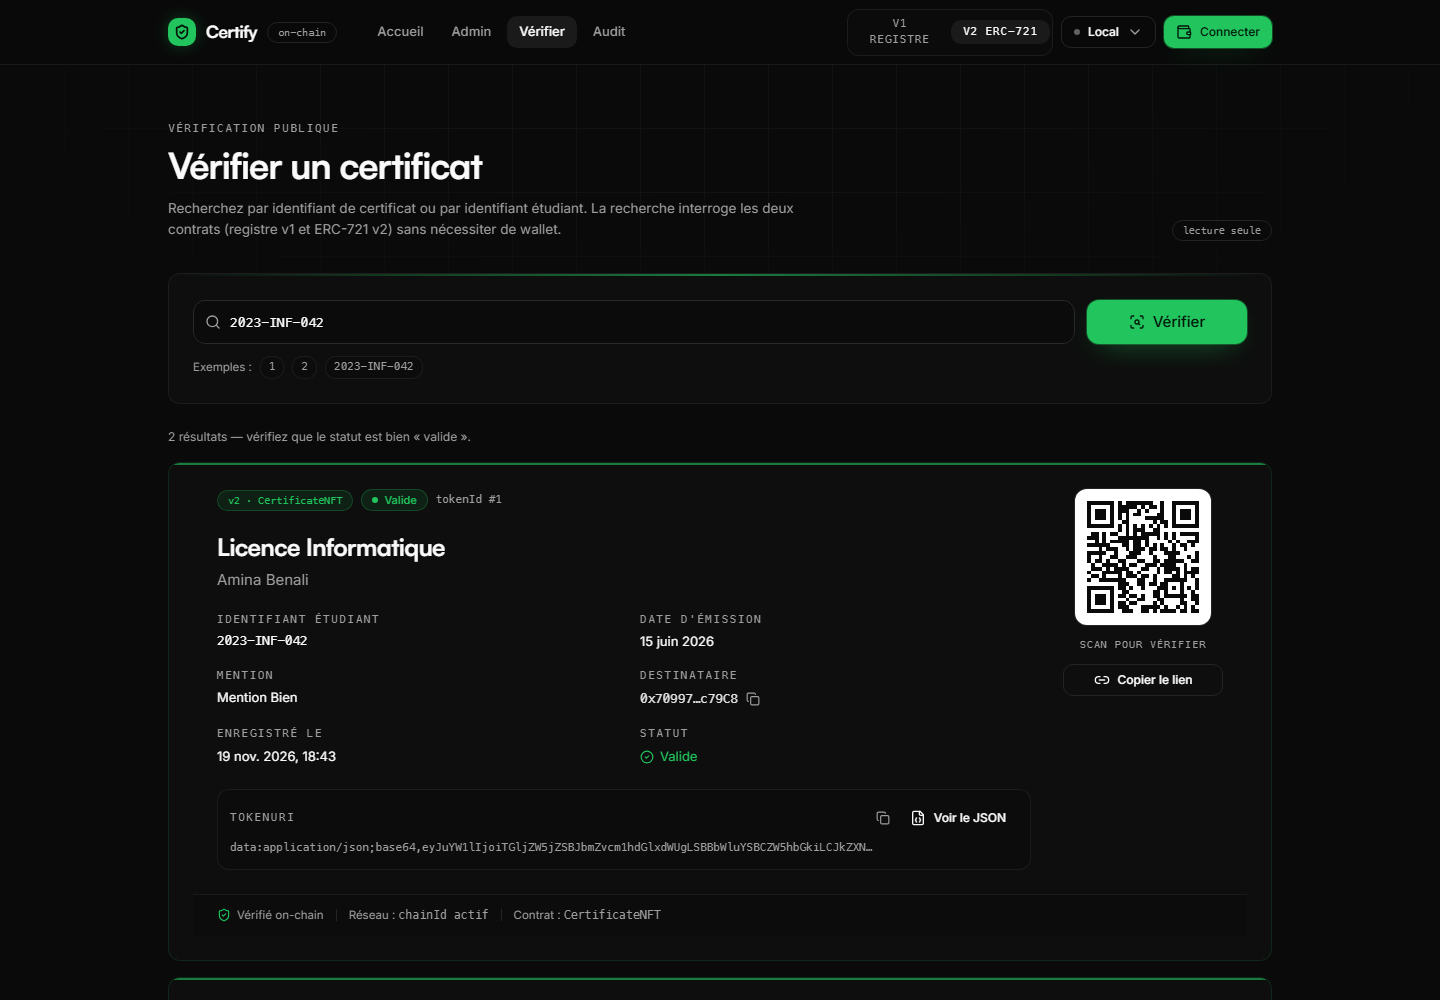 Certify
on-chain
Accueil
Admin
Vérifier
Audit
V1 REGISTRE
V2 ERC-721
Local
Connecter
VÉRIFICATION PUBLIQUE
Vérifier un certificat
Recherchez par identifiant de certificat ou par identifiant étudiant. La recherche interroge les deux
contrats (registre v1 et ERC-721 v2) sans nécessiter de wallet.
lecture seule
2023-INF-042
Vérifier
Exemples :
1
2
2023-INF-042
2 résultats — vérifiez que le statut est bien « valide ».
v2 · CertificateNFT
Valide
tokenId #1
Licence Informatique
Amina Benali
IDENTIFIANT ÉTUDIANT
2023-INF-042
DATE D'ÉMISSION
15 juin 2026
MENTION
Mention Bien
DESTINATAIRE
0x70997…c79C8
ENREGISTRÉ LE
19 nov. 2026, 18:43
STATUT
Valide
SCAN POUR VÉRIFIER
Copier le lien
TOKENURI
Voir le JSON
data:application/json;base64,eyJuYW1lIjoiTGljZW5jZSBJbmZvcm1hdGlxdWUgLSBBbWluYSBCZW5hbGkiLCJkZXN…
Vérifié on-chain
Réseau : chainId actif
Contrat : CertificateNFT